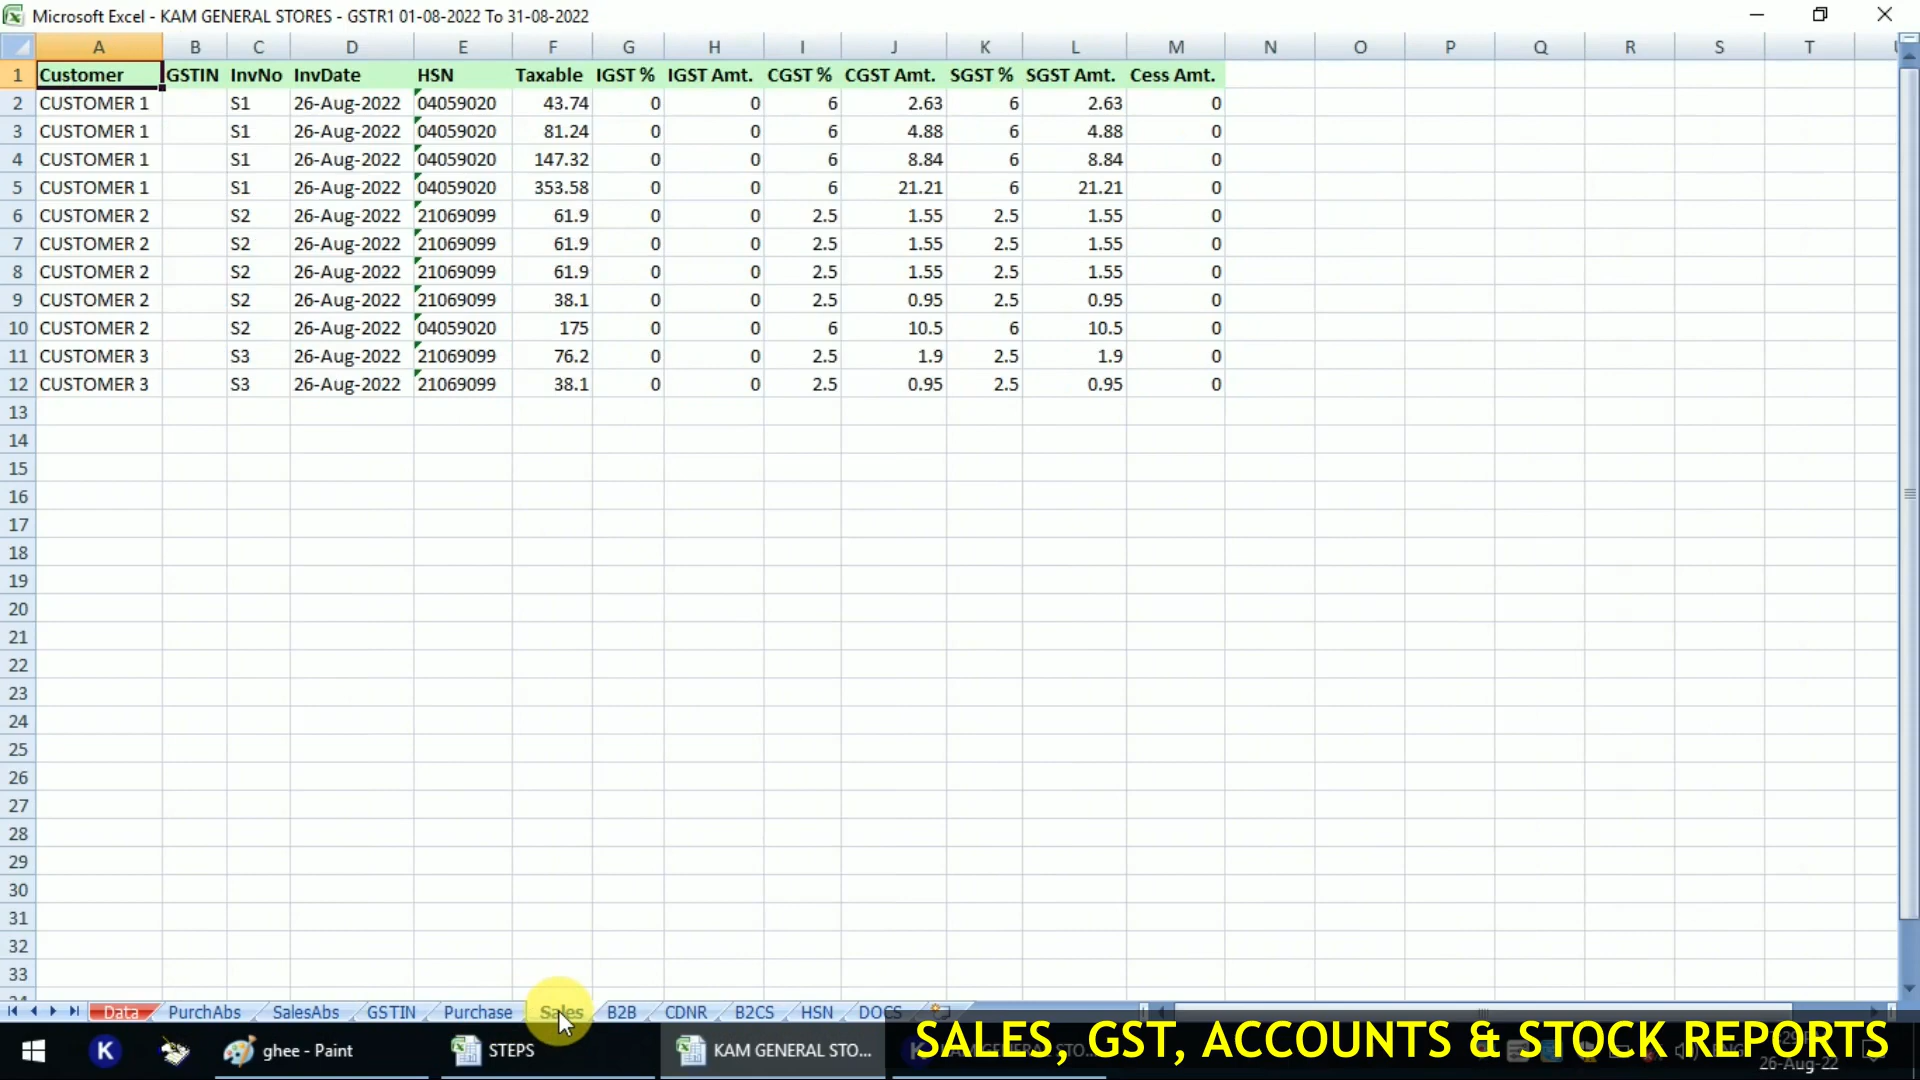 Microsoft Excel - KAM GENERAL STORES - GSTR1 01-08-2022 To 31-08-2022
A B C D E F G H I J K L M N O P Q R S T
1 Customer GSTIN InvNo InvDate HSN Taxable IGST % IGST Amt. CGST % CGST Amt. SGST % SGST Amt. Cess Amt.
2 CUSTOMER 1 S1 26-Aug-2022 04059020 43.74 0 0 6 2.63 6 2.63 0
3 CUSTOMER 1 S1 26-Aug-2022 04059020 81.24 0 0 6 4.88 6 4.88 0
4 CUSTOMER 1 S1 26-Aug-2022 04059020 147.32 0 0 6 8.84 6 8.84 0
5 CUSTOMER 1 S1 26-Aug-2022 04059020 353.58 0 0 6 21.21 6 21.21 0
6 CUSTOMER 2 S2 26-Aug-2022 21069099 61.9 0 0 2.5 1.55 2.5 1.55 0
7 CUSTOMER 2 S2 26-Aug-2022 21069099 61.9 0 0 2.5 1.55 2.5 1.55 0
8 CUSTOMER 2 S2 26-Aug-2022 21069099 61.9 0 0 2.5 1.55 2.5 1.55 0
9 CUSTOMER 2 S2 26-Aug-2022 21069099 38.1 0 0 2.5 0.95 2.5 0.95 0
10 CUSTOMER 2 S2 26-Aug-2022 04059020 175 0 0 6 10.5 6 10.5 0
11 CUSTOMER 3 S3 26-Aug-2022 21069099 76.2 0 0 2.5 1.9 2.5 1.9 0
12 CUSTOMER 3 S3 26-Aug-2022 21069099 38.1 0 0 2.5 0.95 2.5 0.95 0
13
14
15
16
17
18
19
20
21
22
23
24
25
26
27
28
29
30
31
32
33
Data PurchAbs SalesAbs GSTIN Purchase Sales B2B CDNR B2CS HSN DOCS
K ghee - Paint STEPS KAM GENERAL STO...
SALES, GST, ACCOUNTS & STOCK REPORTS
26-Aug-22